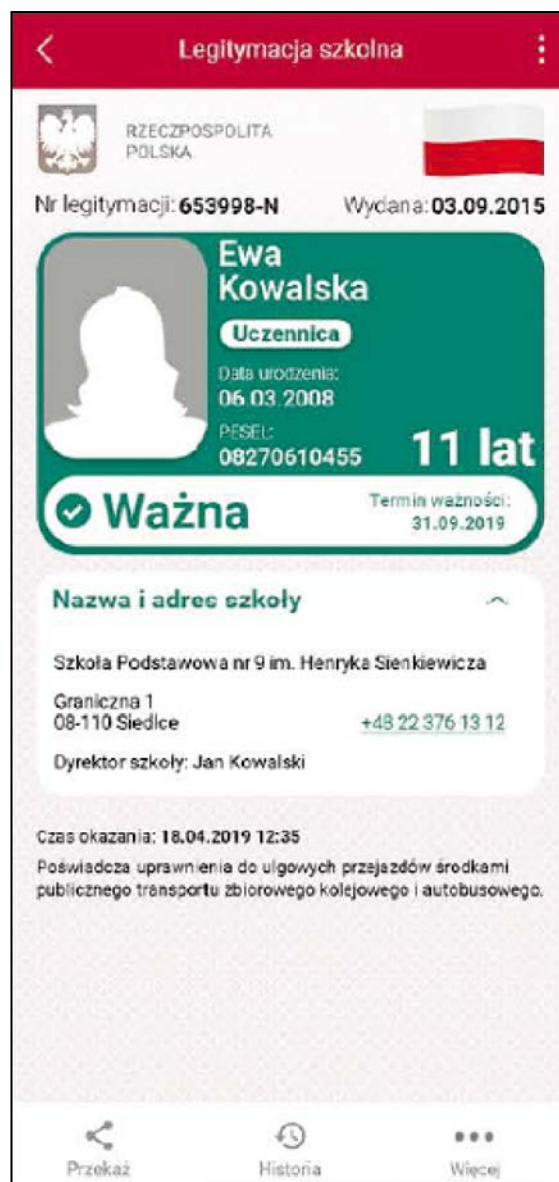 Legitymacja szkolna
RZECZPOSPOLITA
POLSKA
Nr legitymacji: 653998-N Wydana: 03.09.2015
Ewa
Kowalska
Uczennica
Data urodzenia:
06.03.2008
PESEL:
08270610455
11 lat
Ważna
Termin ważności:
31.09.2019
Nazwa i adres szkoły
Szkoła Podstawowa nr 9 im. Henryka Sienkiewicza
Graniczna 1
08-110 Siedlce +48 22 376 13 12
Dyrektor szkoły: Jan Kowalski
Czas okazania: 18.04.2019 12:35
Poświadcza uprawnienia do ulgowych przejazdów środkami
publicznego transportu zbiorowego kolejowego i autobusowego.
Przekaż Historia Więcej